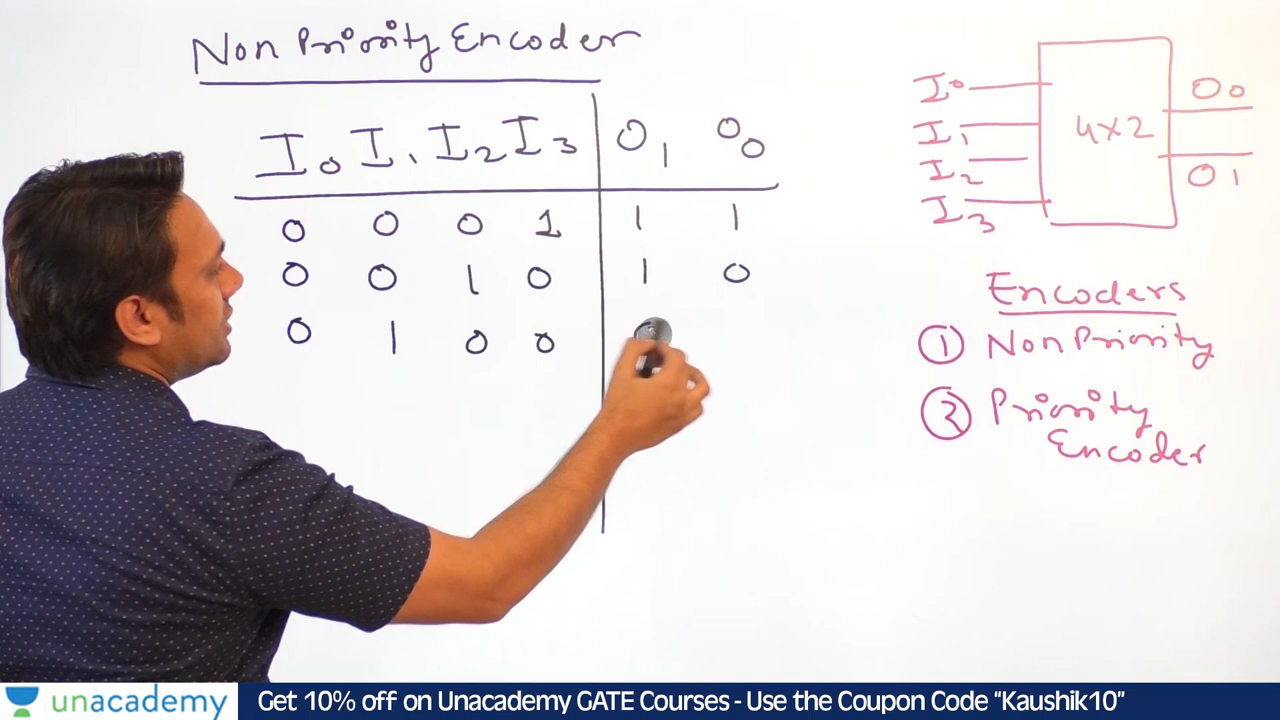 Non Priority Encoder
I0 I1 I2 I3 O1 O0
0 0 0 1 1 1
0 0 1 0 1 0
0 1 0 0
I0
I1
I2
I3
4x2
O0
O1
Encoders
1 Non Priority
2 Priority
Encoder
unacademy
Get 10% off on Unacademy GATE Courses - Use the Coupon Code “Kaushik10”